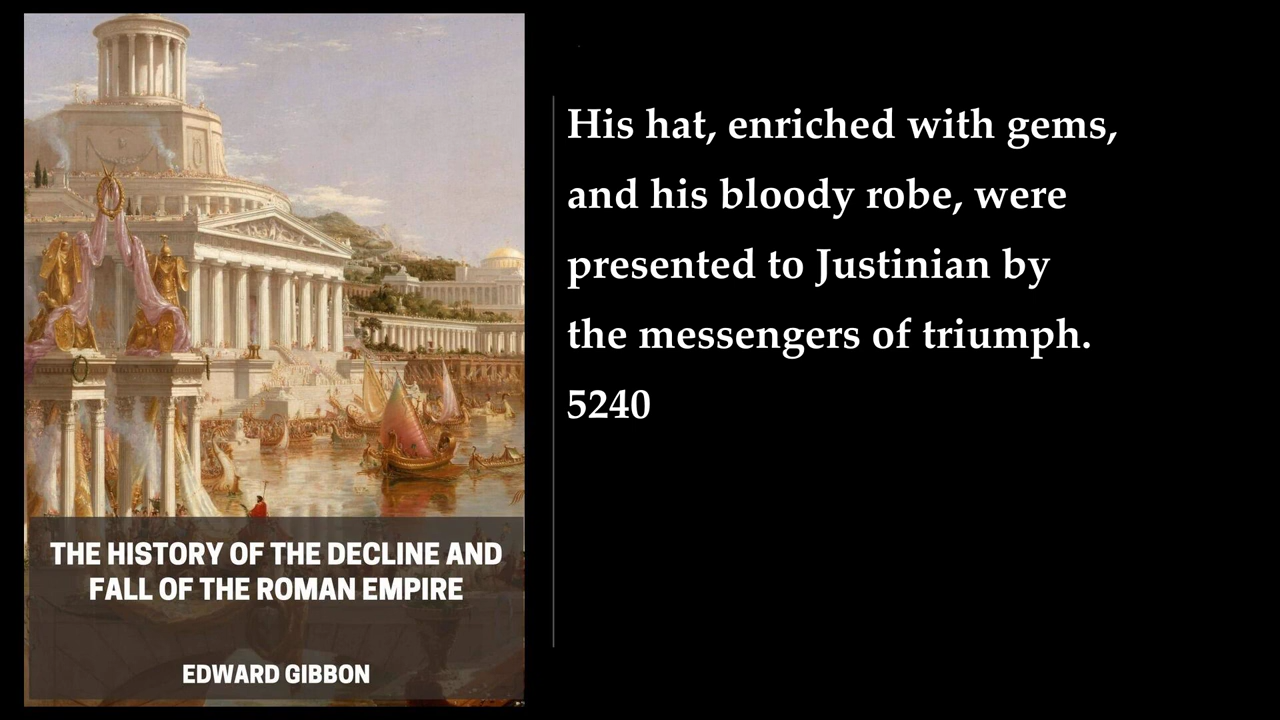 His hat, enriched with gems,
and his bloody robe, were
presented to Justinian by
the messengers of triumph.
5240
THE HISTORY OF THE DECLINE AND
FALL OF THE ROMAN EMPIRE
EDWARD GIBBON